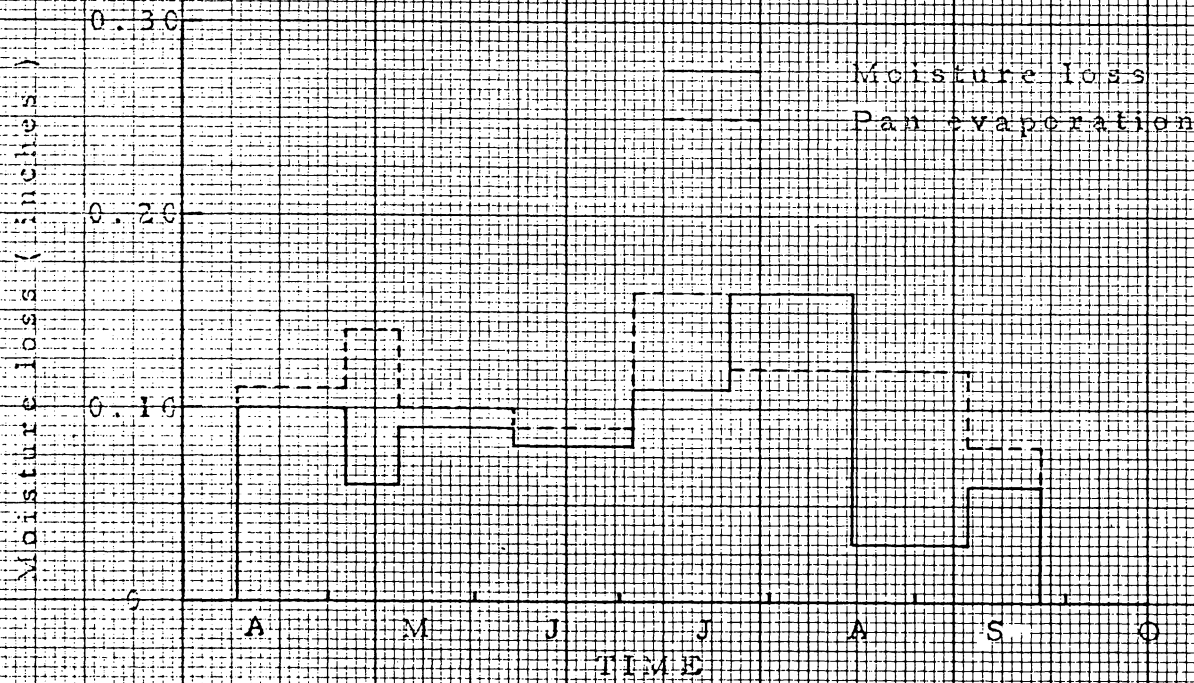 0.30
Moisture loss
Pan evaporation
Moisture loss (inches)
0.20
0.10
0
A M J J A S O
TIME